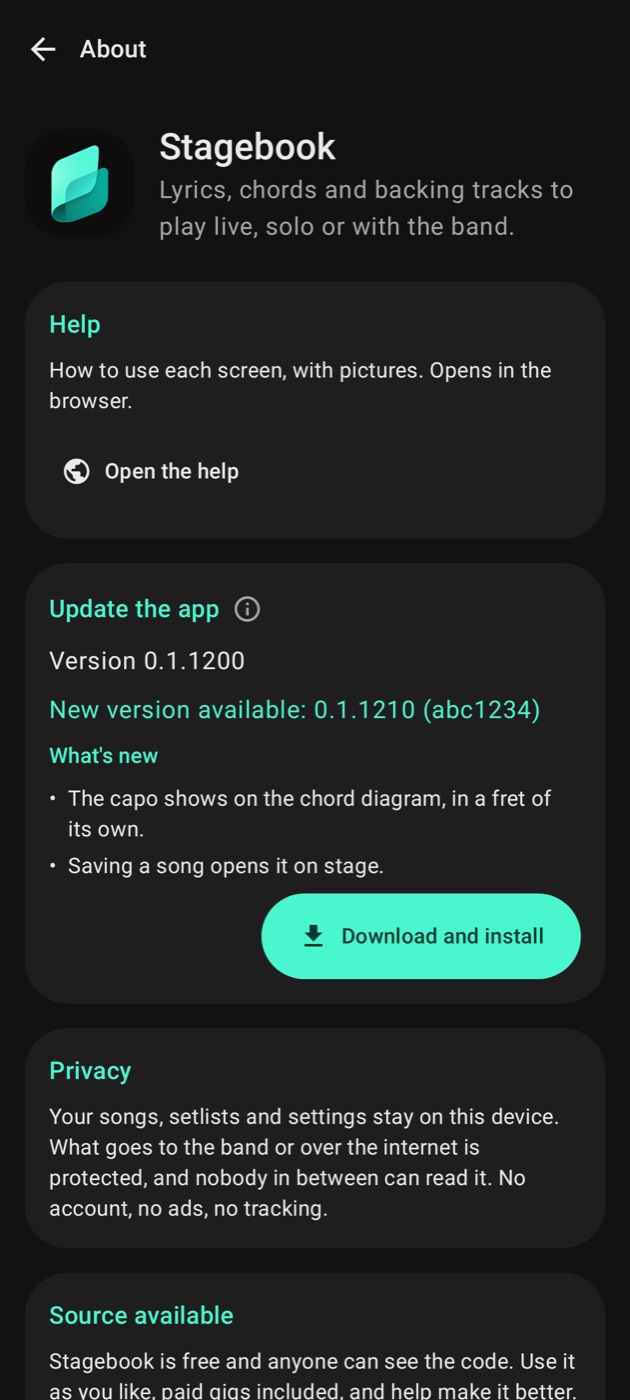 About
Stagebook
Lyrics, chords and backing tracks to
play live, solo or with the band.
Help
How to use each screen, with pictures. Opens in the
browser.
Open the help
Update the app
Version 0.1.1200
New version available: 0.1.1210 (abc1234)
What's new
• The capo shows on the chord diagram, in a fret of
its own.
• Saving a song opens it on stage.
Download and install
Privacy
Your songs, setlists and settings stay on this device.
What goes to the band or over the internet is
protected, and nobody in between can read it. No
account, no ads, no tracking.
Source available
Stagebook is free and anyone can see the code. Use it
as you like, paid gigs included, and help make it better.